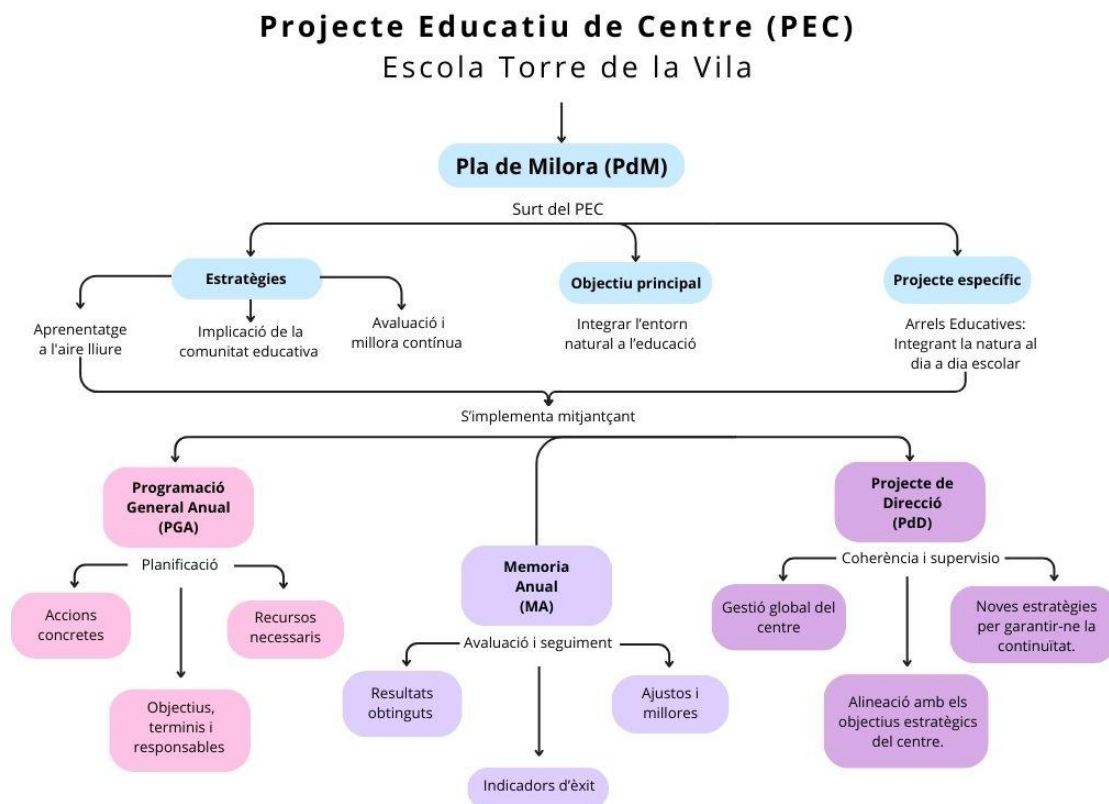 Projecte Educatiu de Centre (PEC)
Escola Torre de la Vila
Pla de Milora (PdM)
Surt del PEC
Estratègies
Objectiu principal
Projecte específic
Aprenentatge
a l'aire lliure
Implicació de la
comunitat educativa
Avaluació i
millora contínua
Integrar l'entorn
natural a l'educació
Arrels Educatives:
Integrant la natura al
dia a dia escolar
S'implementa mitjantçant
Programació
General Anual
(PGA)
Planificació
Accions
concretes
Recursos
necessaris
Objectius,
terminis i
responsables
Memoria
Anual
(MA)
Avaluació i seguiment
Resultats
obtinguts
Ajustos i
millores
Indicadors d'èxit
Projecte de
Direcció
(PdD)
Coherència i supervisio
Gestió global del
centre
Noves estratègies
per garantir-ne la
continuïtat.
Alineació amb els
objectius estratègics
del centre.